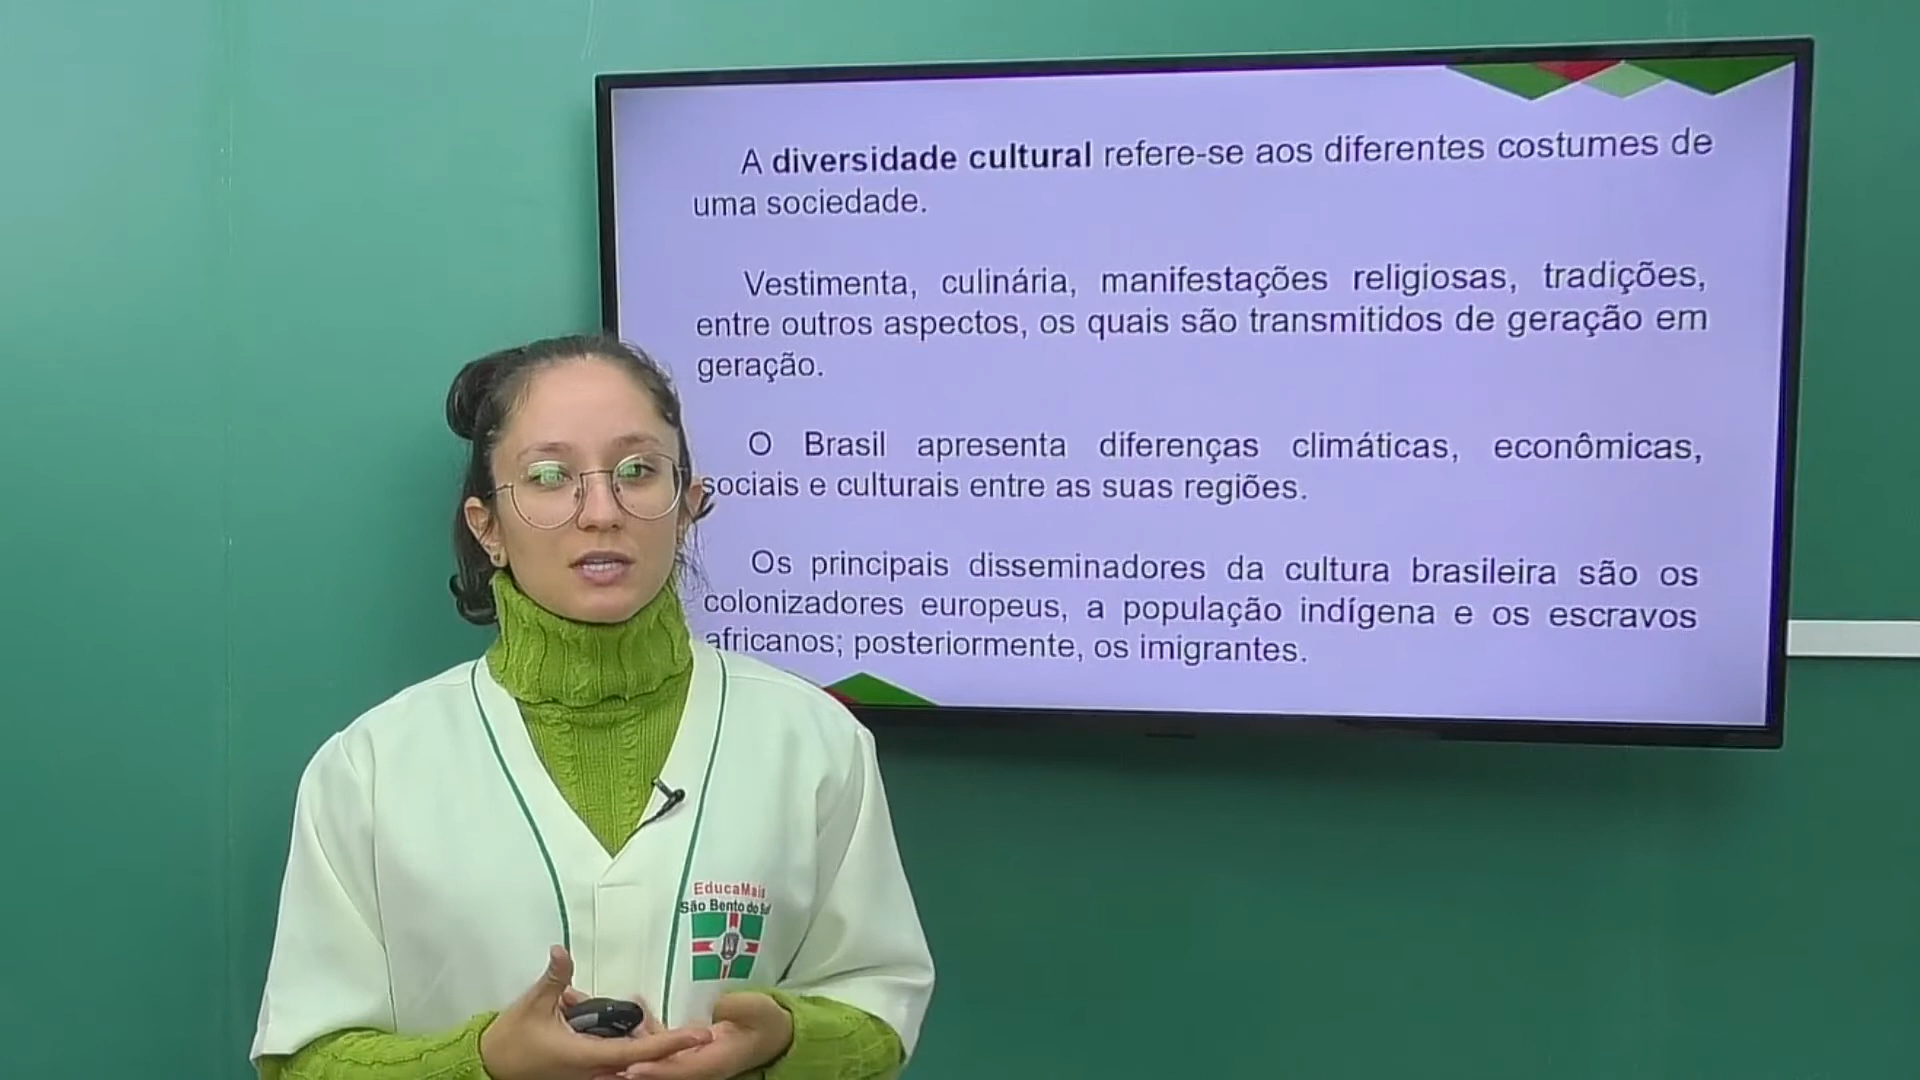 A diversidade cultural refere-se aos diferentes costumes de
uma sociedade.
Vestimenta, culinária, manifestações religiosas, tradições,
entre outros aspectos, os quais são transmitidos de geração em
geração.
O Brasil apresenta diferenças climáticas, econômicas,
sociais e culturais entre as suas regiões.
Os principais disseminadores da cultura brasileira são os
colonizadores europeus, a população indígena e os escravos
africanos; posteriormente, os imigrantes.
EducaMais
São Bento do Sul